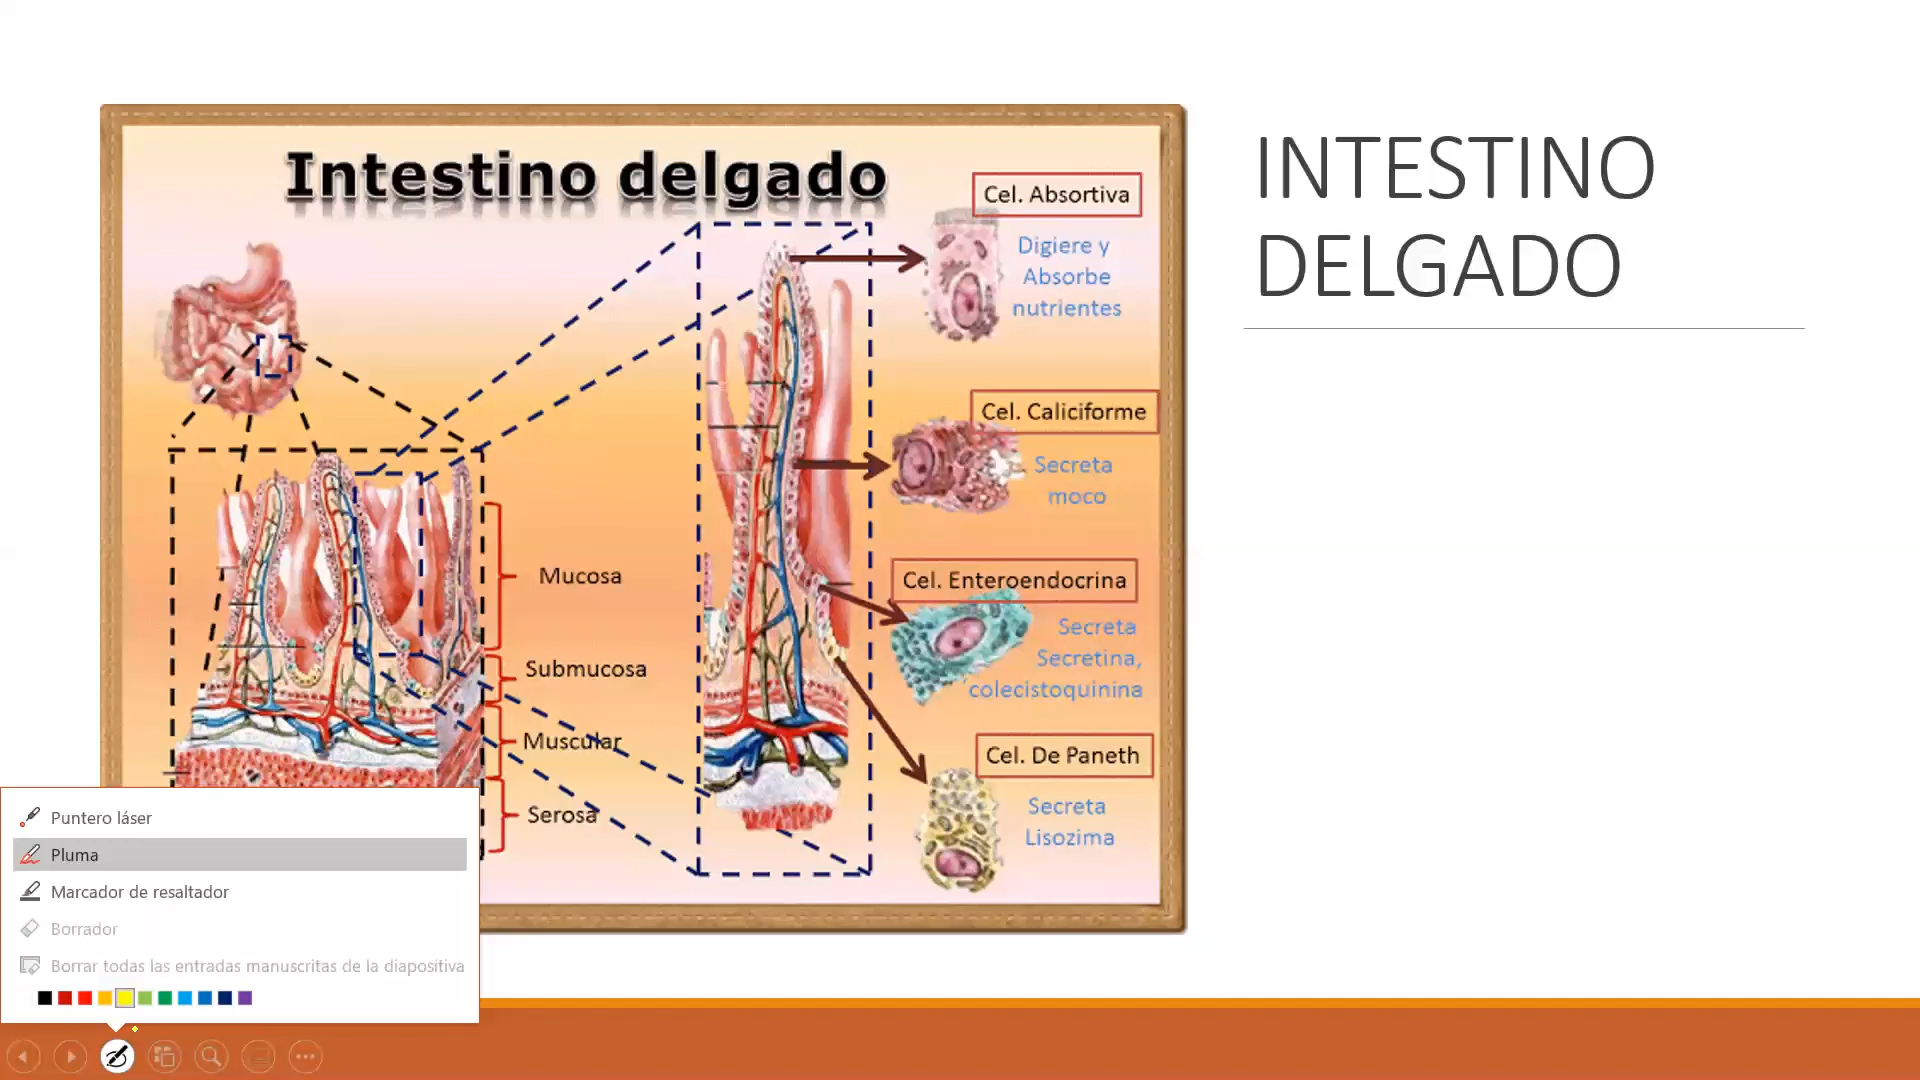 Intestino delgado
Cel. Absortiva
Digiere y
Absorbe
nutrientes
Cel. Caliciforme
Secreta
moco
Cel. Enteroendocrina
Secreta
Secretina,
colecistoquinina
Cel. De Paneth
Secreta
Lisozima
Mucosa
Submucosa
Muscular
Serosa
INTESTINO
DELGADO
Puntero láser
Pluma
Marcador de resaltador
Borrador
Borrar todas las entradas manuscritas de la diapositiva